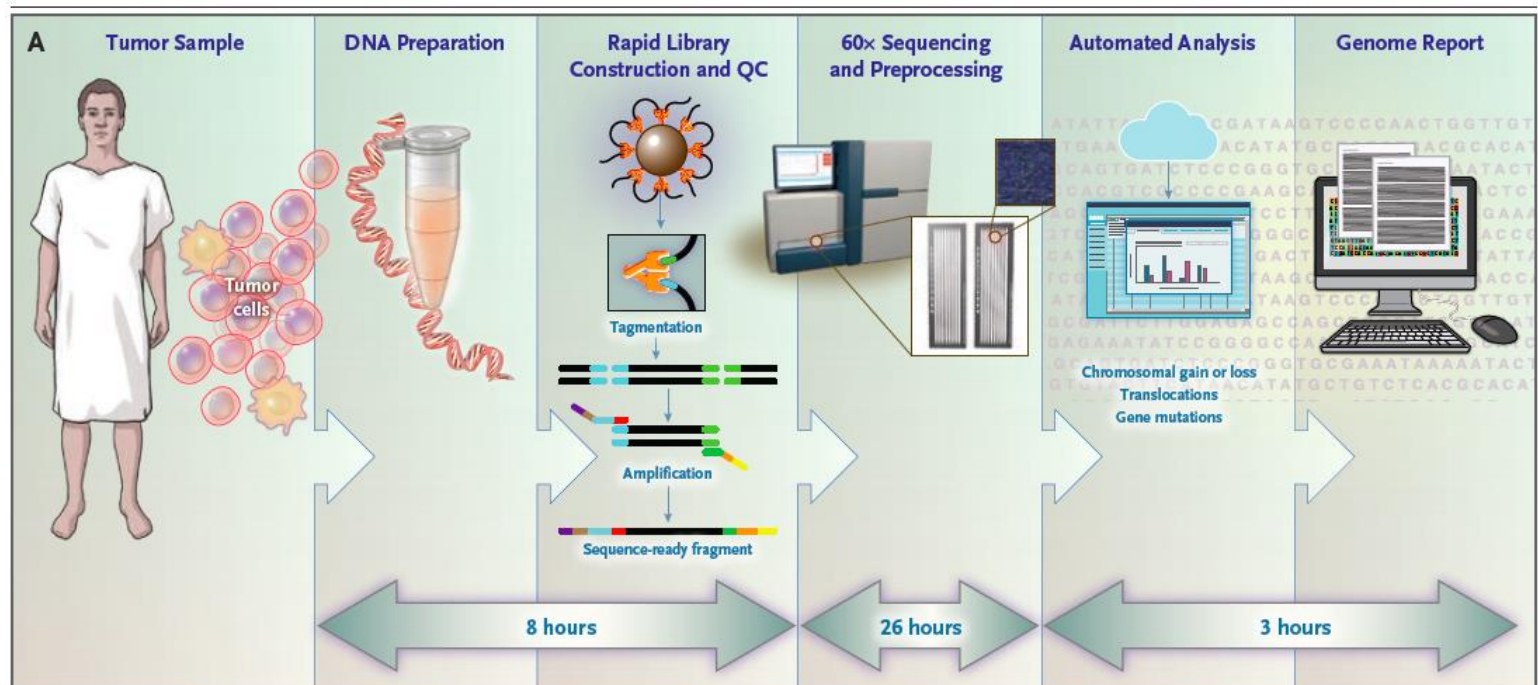 A
Tumor Sample
DNA Preparation
Rapid Library
Construction and QC
60× Sequencing
and Preprocessing
Automated Analysis
Genome Report
Tumor
cells
Tagmentation
Amplification
Sequence-ready fragment
Chromosomal gain or loss
Translocations
Gene mutations
8 hours
26 hours
3 hours